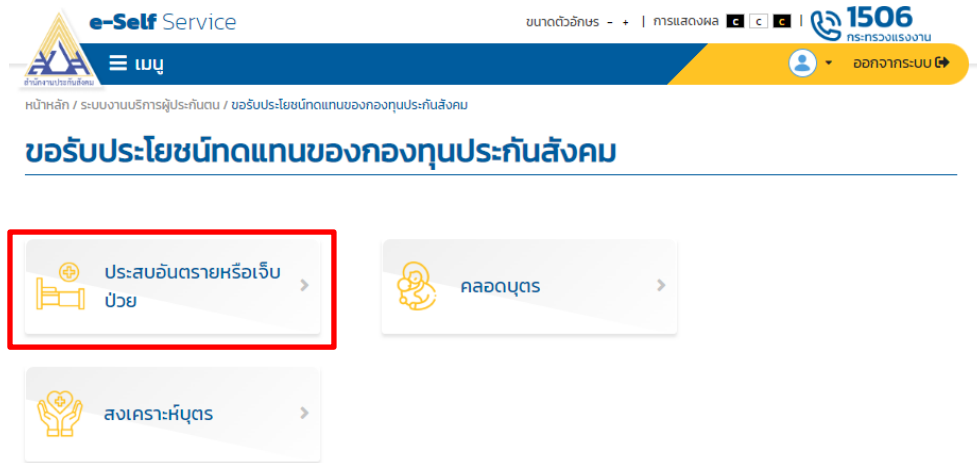 e-Self Service
ขนาดตัวอักษร - + | การแสดงผล C C C | 1506
กระทรวงแรงงาน
สำนักงานประกันสังคม
เมนู
ออกจากระบบ
หน้าหลัก / ระบบงานบริการผู้ประกันตน / ขอรับประโยชน์ทดแทนของกองทุนประกันสังคม
ขอรับประโยชน์ทดแทนของกองทุนประกันสังคม
ประสบอันตรายหรือเจ็บ
ป่วย
คลอดบุตร
สงเคราะห์บุตร